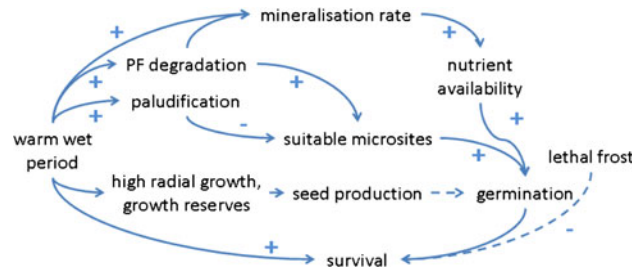 mineralisation rate
+
+
PF degradation
nutrient
availability
+
+
paludification
+
+
-
suitable microsites
+
warm wet
period
lethal frost
high radial growth,
growth reserves
seed production
germination
-
+
survival